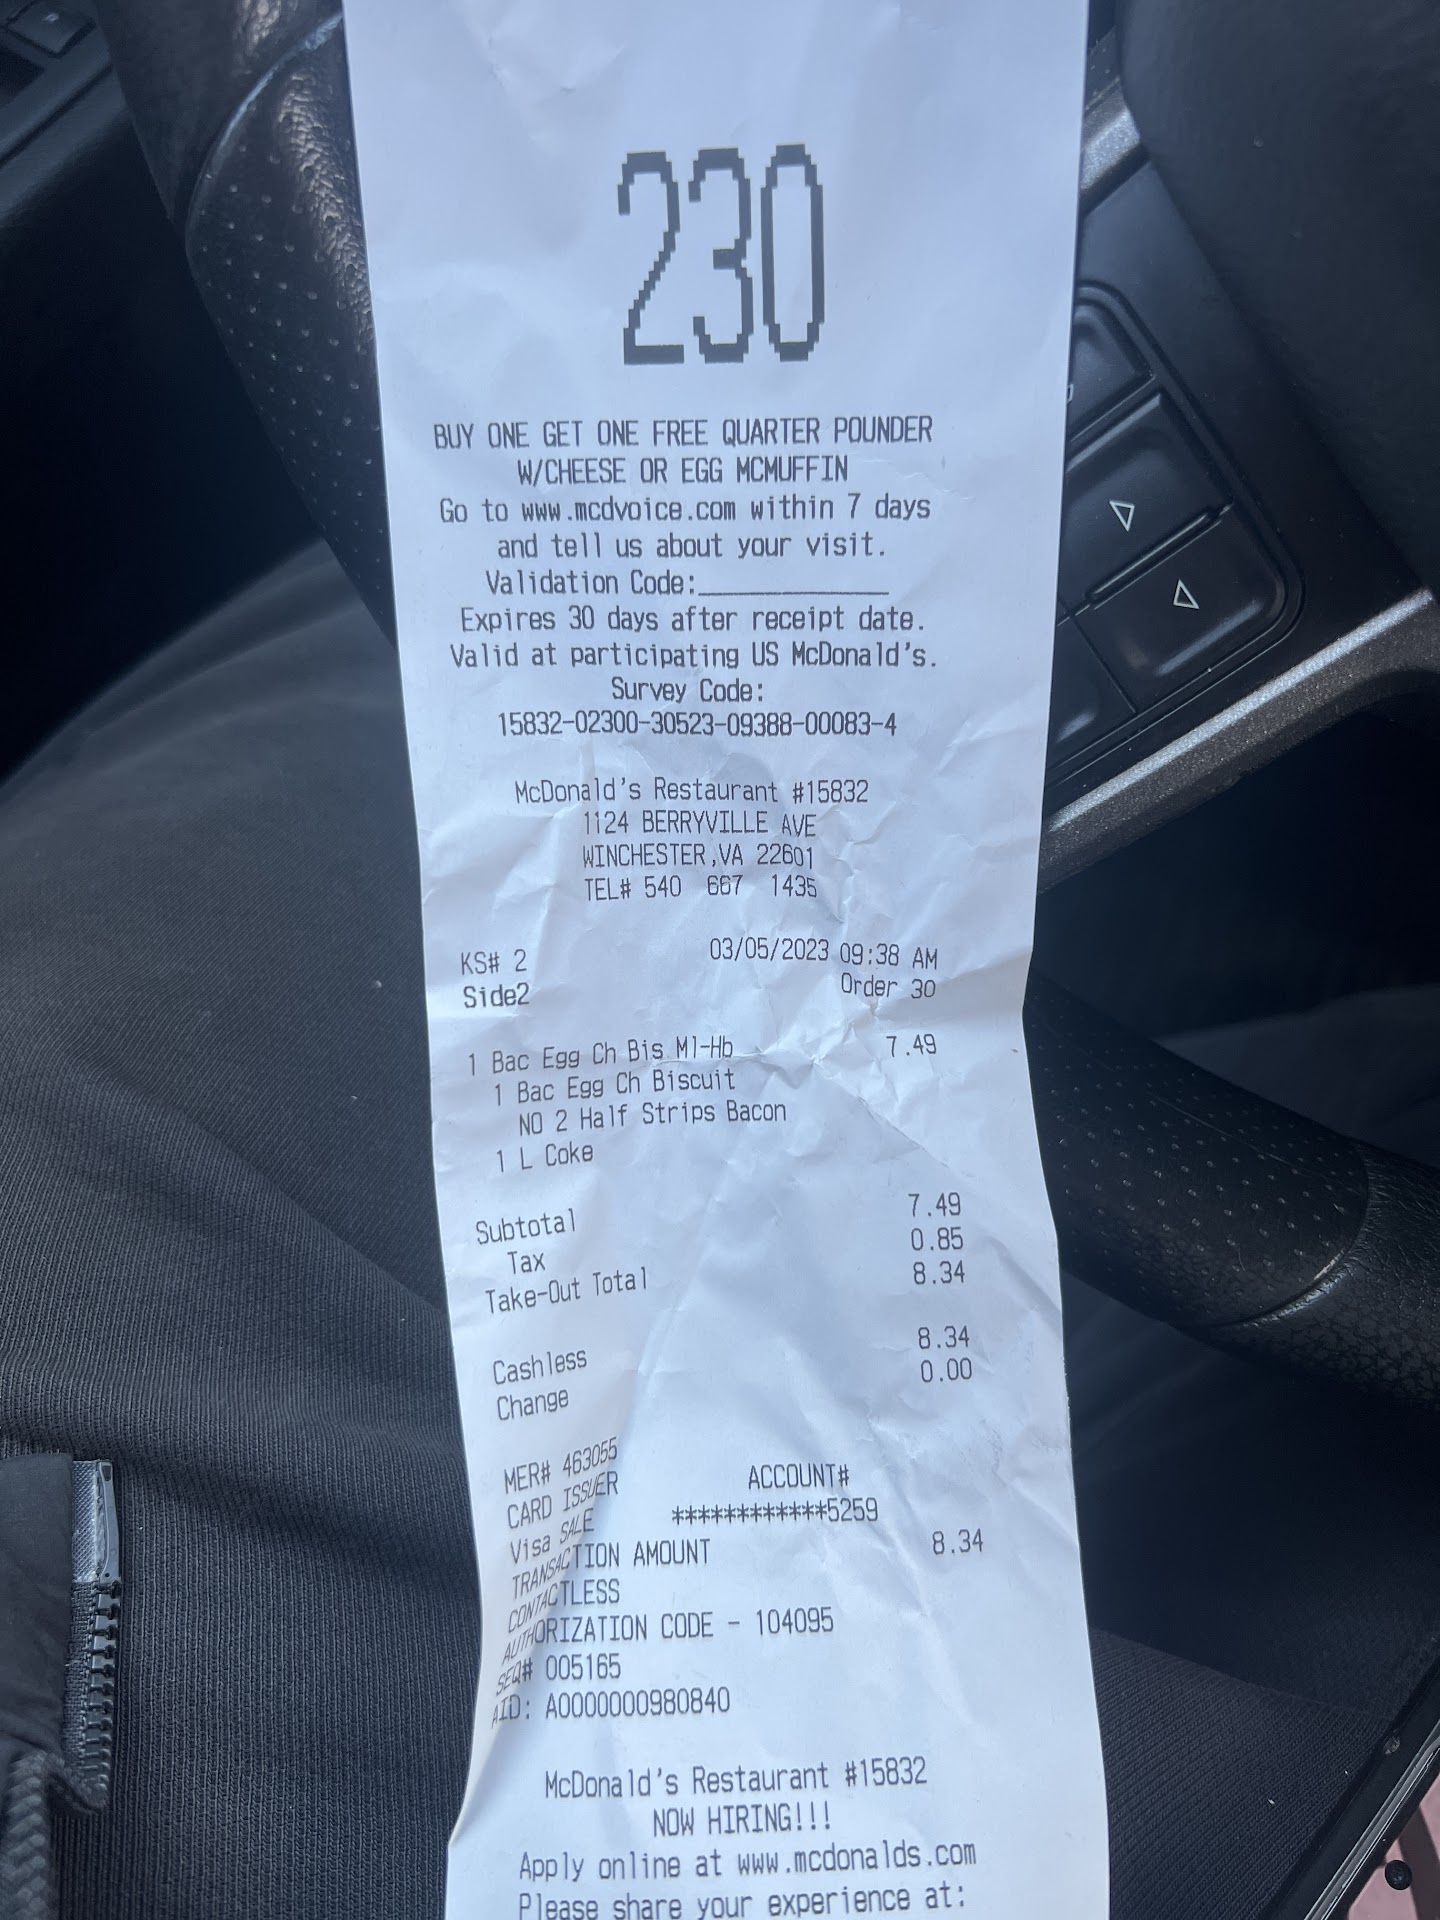 230
BUY ONE GET ONE FREE QUARTER POUNDER
W/CHEESE OR EGG MCMUFFIN
Go to www.mcdvoice.com within 7 days
and tell us about your visit.
Validation Code:______________
Expires 30 days after receipt date.
Valid at participating US McDonald's.
Survey Code:
15832-02300-30523-09388-00083-4
McDonald's Restaurant #15832
1124 BERRYVILLE AVE
WINCHESTER,VA 22601
TEL# 540 667 1435
KS# 2 03/05/2023 09:38 AM
Side2 Order 30
1 Bac Egg Ch Bis Ml-Hb 7.49
1 Bac Egg Ch Biscuit
NO 2 Half Strips Bacon
1 L Coke
Subtotal 7.49
Tax 0.85
Take-Out Total 8.34
Cashless 8.34
Change 0.00
MER# 463055
CARD ISSUER ACCOUNT#
Visa SALE ************5259
TRANSACTION AMOUNT 8.34
CONTACTLESS
AUTHORIZATION CODE - 104095
SEQ# 005165
AID: A0000000980840
McDonald's Restaurant #15832
NOW HIRING!!!
Apply online at www.mcdonalds.com
Please share your experience at: